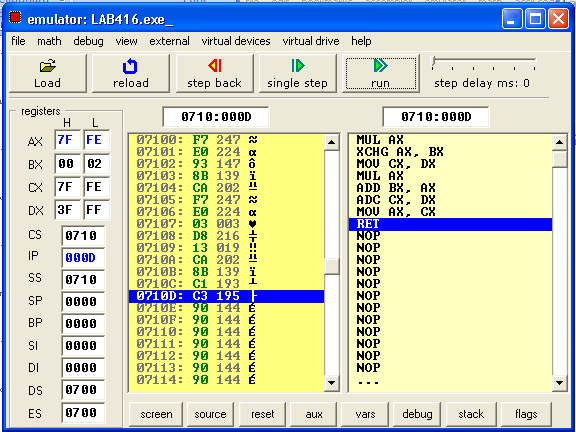 emulator: LAB416.exe_
file math debug view external virtual devices virtual drive help
Load reload step back single step run step delay ms: 0
registers
H L
AX 7F FE
BX 00 02
CX 7F FE
DX 3F FF
CS 0710
IP 000D
SS 0710
SP 0000
BP 0000
SI 0000
DI 0000
DS 0700
ES 0700
0710:000D
07100: F7 247 ≈
07101: E0 224 α
07102: 93 147 ô
07103: 8B 139 ï
07104: CA 202 ╩
07105: F7 247 ≈
07106: E0 224 α
07107: 03 003 ♥
07108: D8 216 ╪
07109: 13 019 ‼
0710A: CA 202 ╩
0710B: 8B 139 ï
0710C: C1 193 ┴
0710D: C3 195 ├
0710E: 90 144 É
0710F: 90 144 É
07110: 90 144 É
07111: 90 144 É
07112: 90 144 É
07113: 90 144 É
07114: 90 144 É
0710:000D
MUL AX
XCHG AX, BX
MOV CX, DX
MUL AX
ADD BX, AX
ADC CX, DX
MOV AX, CX
RET
NOP
NOP
NOP
NOP
NOP
NOP
NOP
NOP
NOP
NOP
NOP
NOP
...
screen source reset aux vars debug stack flags